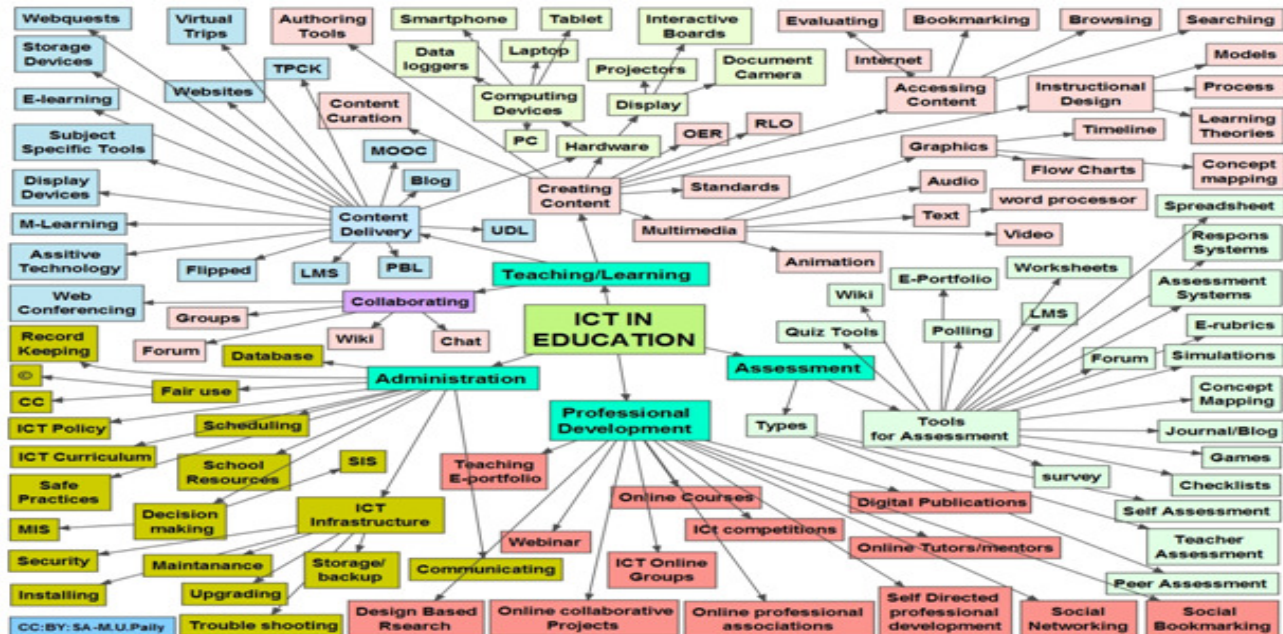 Webquests
Virtual
Trips
Authoring
Tools
Smartphone
Tablet
Interactive
Boards
Evaluating
Bookmarking
Browsing
Searching
Storage
Devices
Data
loggers
Laptop
Projectors
Document
Camera
Internet
Models
TPCK
Websites
E-learning
Content
Curation
Computing
Devices
Display
Accessing
Content
Instructional
Design
Process
Learning
Theories
Subject
Specific Tools
MOOC
PC
Hardware
OER
RLO
Graphics
Timeline
Flow Charts
Concept
mapping
Display
Devices
Blog
Creating
Content
Standards
Audio
Text
word processor
Spreadsheet
M-Learning
Content
Delivery
UDL
Multimedia
Video
Respons
Systems
Assitive
Technology
Flipped
LMS
PBL
Teaching/Learning
Animation
Worksheets
E-Portfolio
Assessment
Systems
Web
Conferencing
Collaborating
Groups
Wiki
LMS
ICT IN
EDUCATION
Quiz Tools
Polling
E-rubrics
Record
Keeping
Forum
Wiki
Chat
Database
Forum
Simulations
©
Fair use
Administration
Assessment
Concept
Mapping
CC
Professional
Development
Types
Tools
for Assessment
Journal/Blog
ICT Policy
Scheduling
Games
ICT Curriculum
School
Resources
SIS
Teaching
E-portfolio
survey
Checklists
Safe
Practices
Online Courses
Digital Publications
Self Assessment
MIS
Decision
making
ICT
Infrastructure
Webinar
ICt competitions
Online Tutors/mentors
Teacher
Assessment
Security
Maintanance
Storage/
backup
Communicating
ICT Online
Groups
Peer Assessment
Installing
Upgrading
Trouble shooting
Design Based
Rsearch
Online collaborative
Projects
Online professional
associations
Self Directed
professional
development
Social
Networking
Social
Bookmarking
CC:BY: SA-M.U.Paily